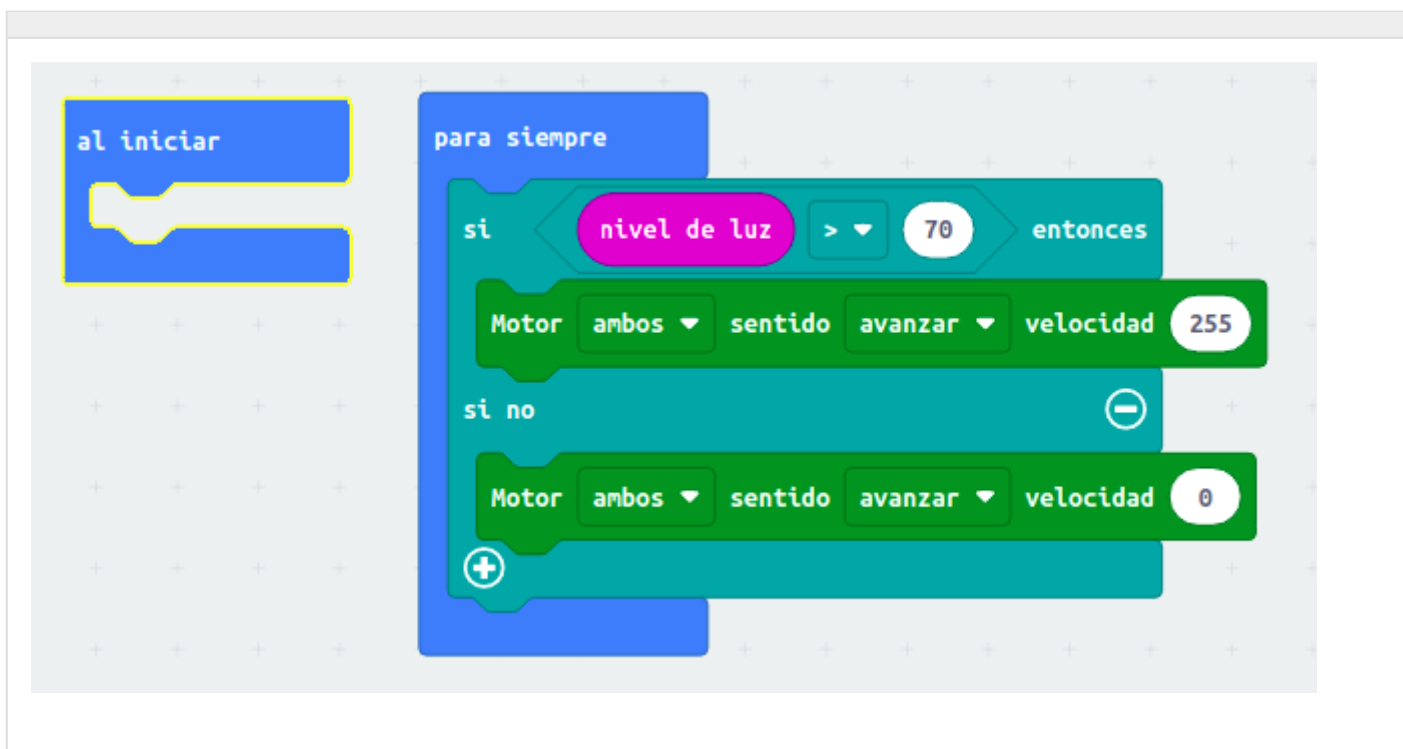 al iniciar
para siempre
si nivel de luz > 70 entonces
Motor ambos sentido avanzar velocidad 255
si no
Motor ambos sentido avanzar velocidad 0